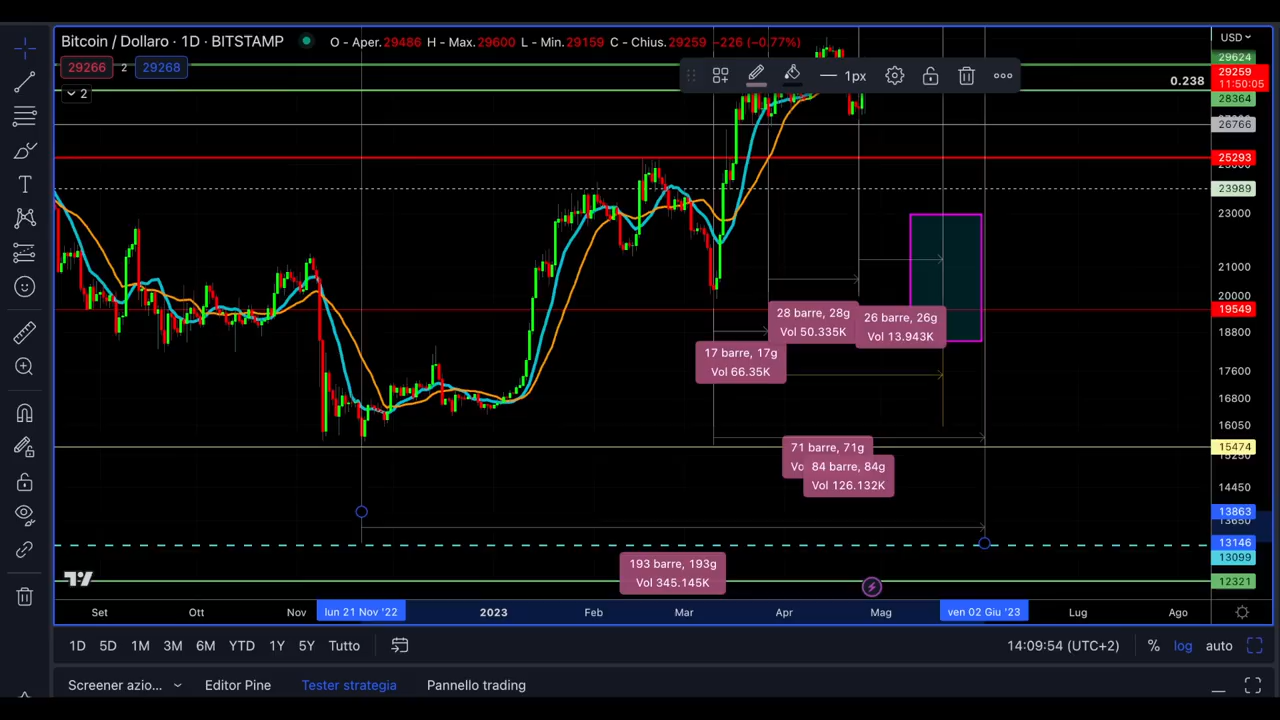 Bitcoin / Dollaro · 1D · BITSTAMP O - Aper.29486 H - Max.29600 L - Min.29159 C - Chius.29259 -226 (-0.77%)
USD
29266 2 29268
2
1px
29624
29259
11:50:05
0.238
28364
26766
25293
23989
23000
21000
20000
19549
18800
17600
16800
16050
15474
14450
13863
13146
13099
12321
28 barre, 28g
Vol 50.335K
26 barre, 26g
Vol 13.943K
17 barre, 17g
Vol 66.35K
71 barre, 71g
84 barre, 84g
Vol 126.132K
193 barre, 193g
Vol 345.145K
Set Ott Nov lun 21 Nov '22 2023 Feb Mar Apr Mag ven 02 Giu '23 Lug Ago
1D 5D 1M 3M 6M YTD 1Y 5Y Tutto 14:09:54 (UTC+2) % log auto
Screener azio... Editor Pine Tester strategia Pannello trading